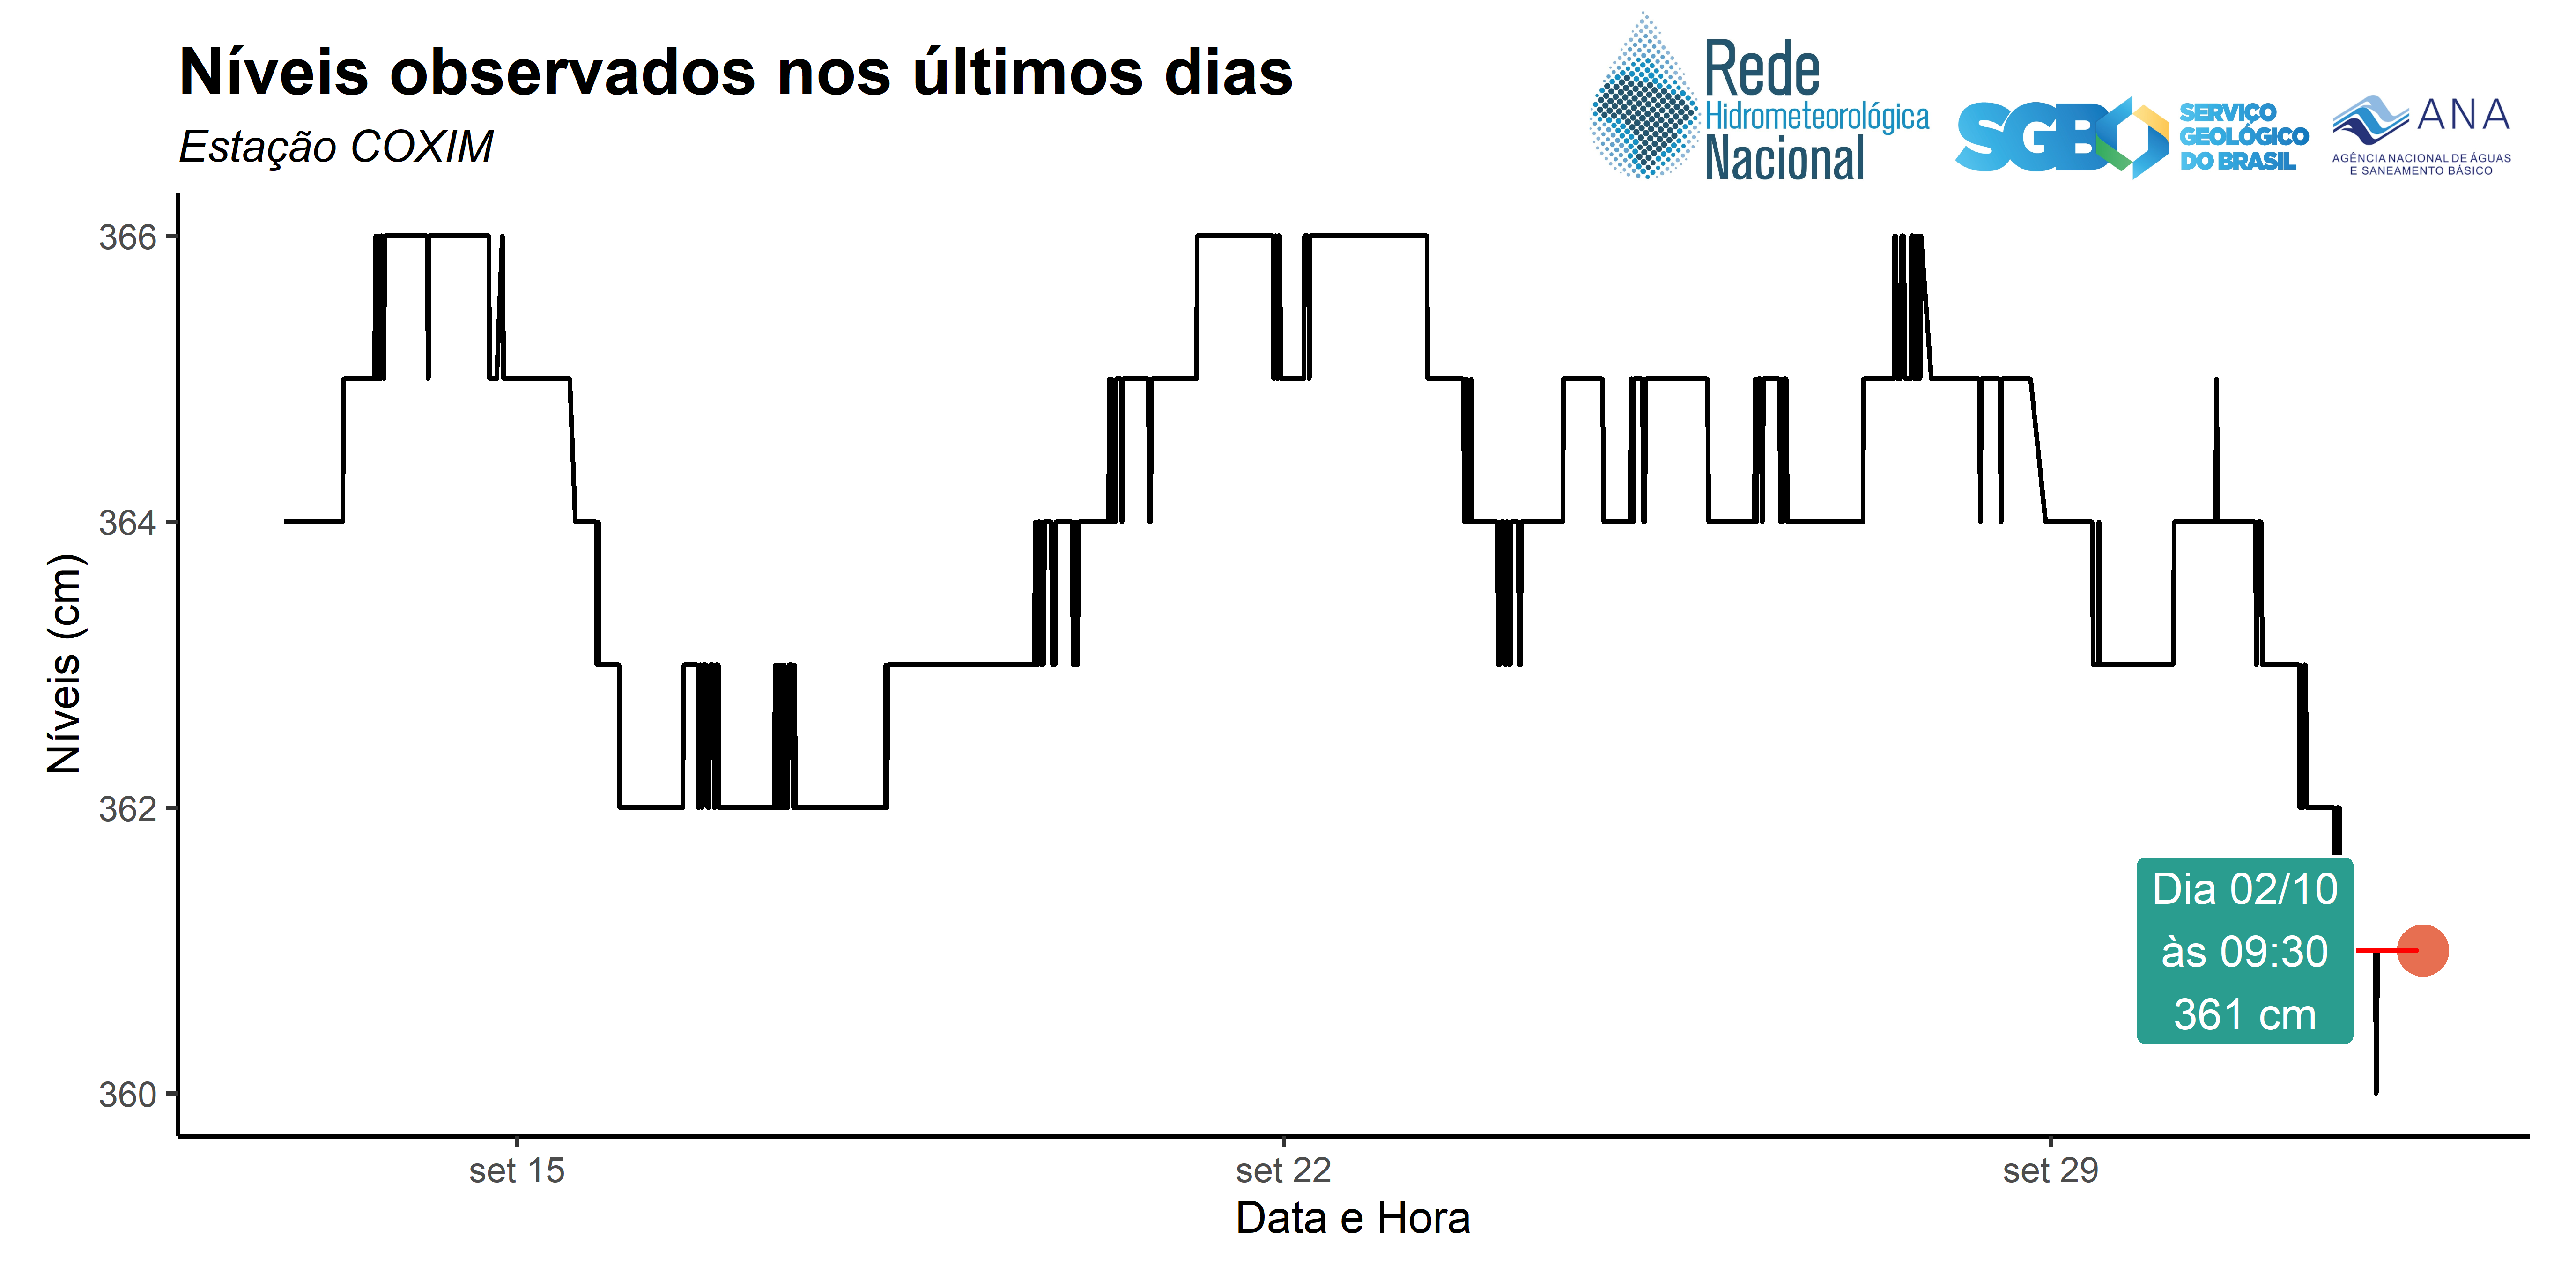 Níveis observados nos últimos dias
Estação COXIM
Rede
Hidrometeorológica
Nacional
SGB
SERVIÇO
GEOLÓGICO
DO BRASIL
ANA
AGÊNCIA NACIONAL DE ÁGUAS
E SANEAMENTO BÁSICO
Níveis (cm)
366
364
362
360
Dia 02/10
às 09:30
361 cm
set 15
set 22
set 29
Data e Hora